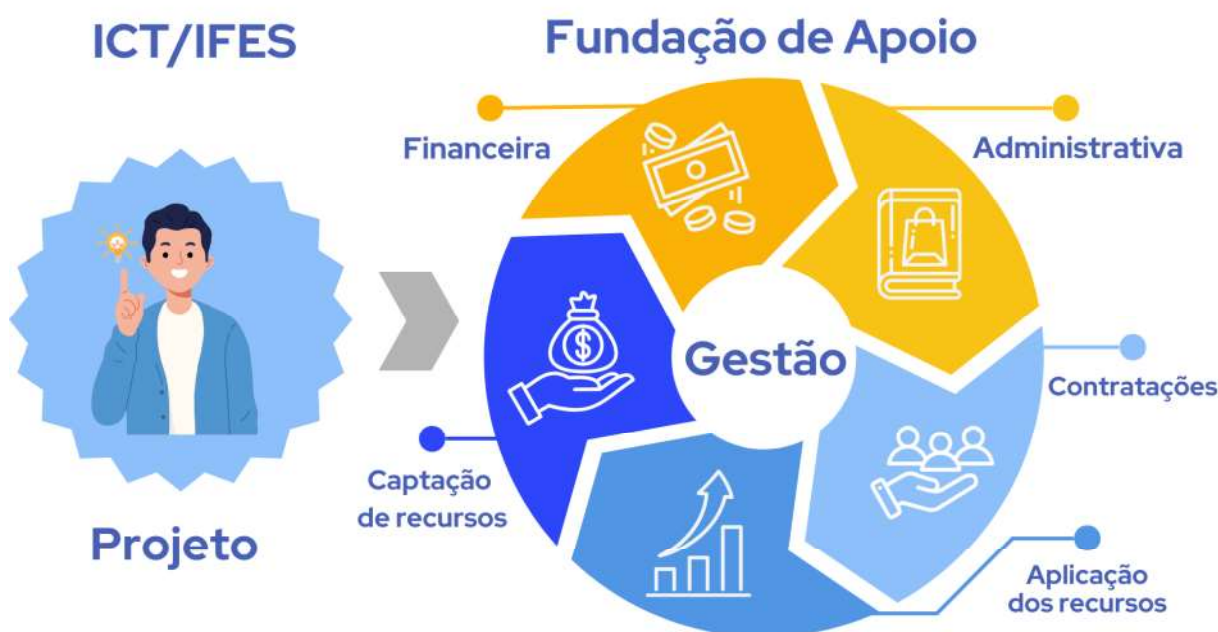 ICT/IFES
Fundação de Apoio
Financeira
Administrativa
Gestão
Contratações
Captação
de recursos
Projeto
Aplicação
dos recursos
$